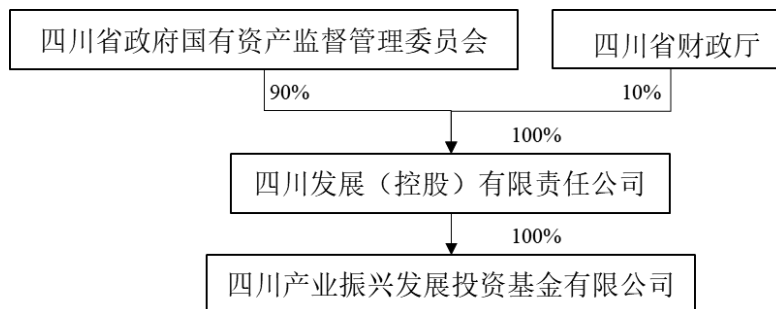 四川省政府国有资产监督管理委员会
四川省财政厅
90%
10%
100%
四川发展（控股）有限责任公司
100%
四川产业振兴发展投资基金有限公司